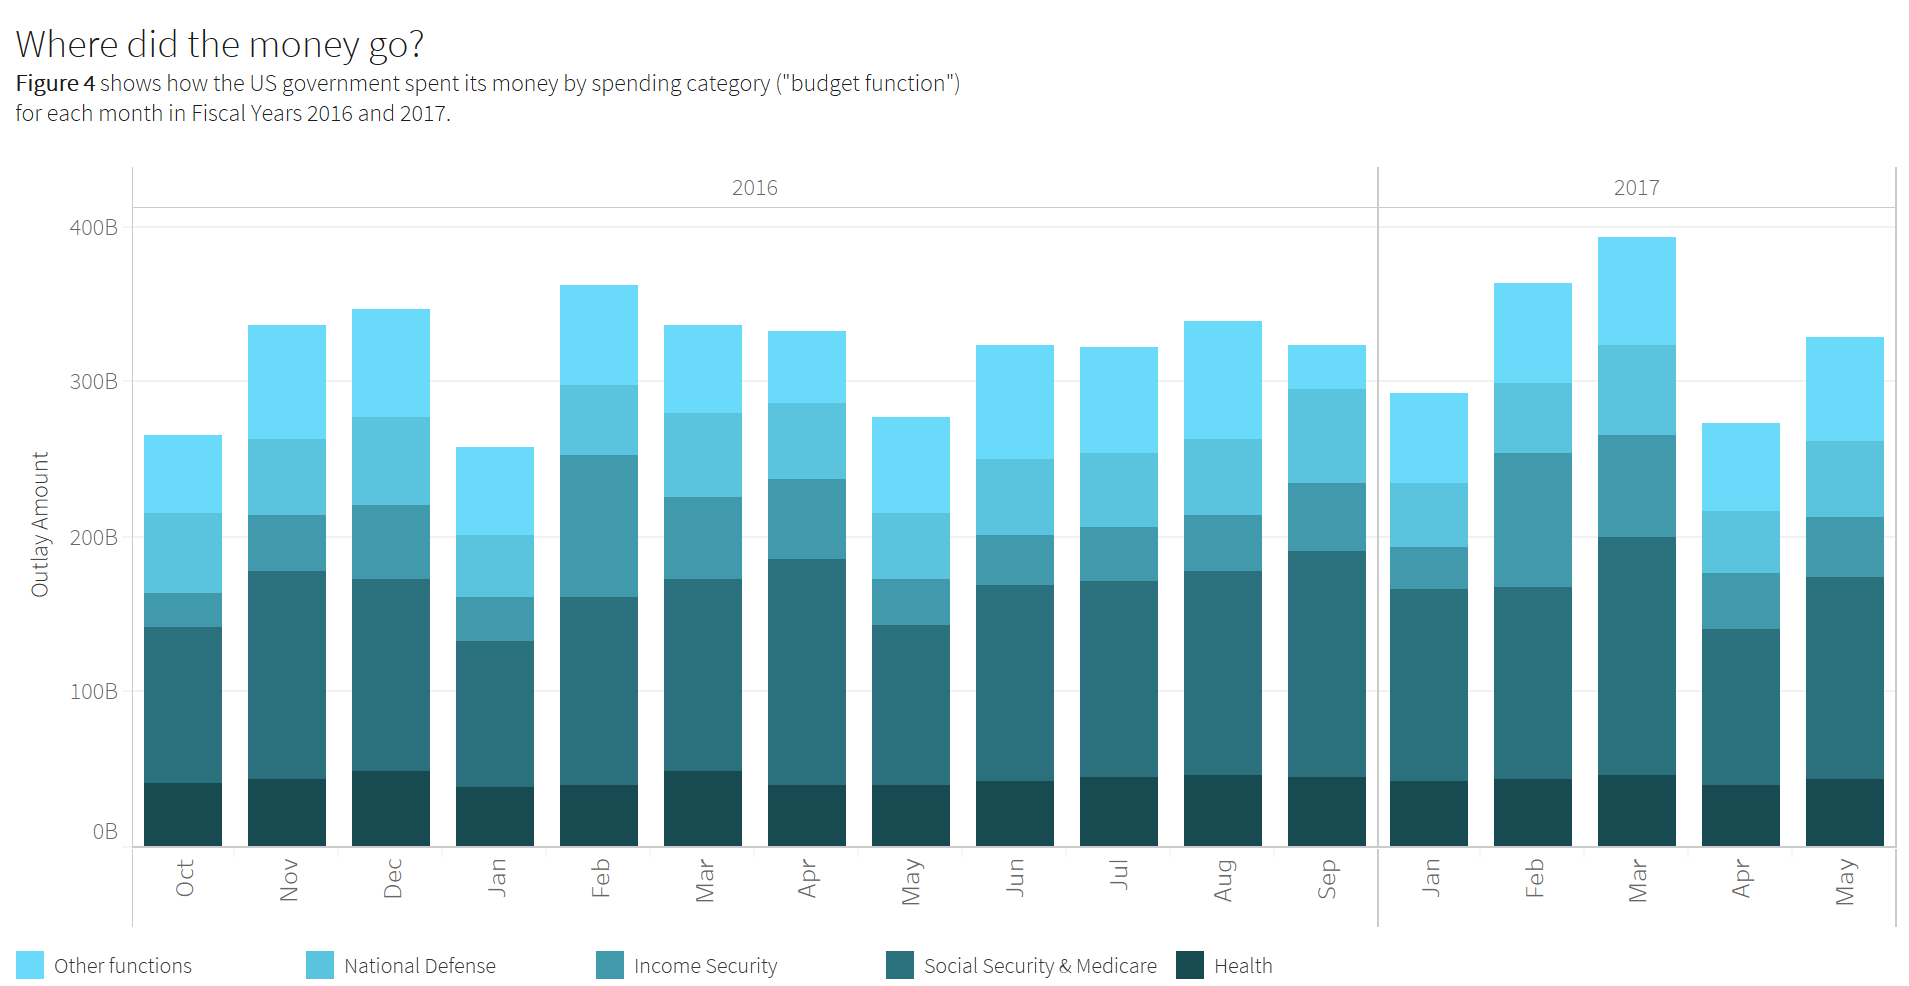 Where did the money go?
Figure 4 shows how the US government spent its money by spending category ("budget function")
for each month in Fiscal Years 2016 and 2017.
2016
2017
400B
300B
200B
100B
0B
Outlay Amount
Oct
Nov
Dec
Jan
Feb
Mar
Apr
May
Jun
Jul
Aug
Sep
Jan
Feb
Mar
Apr
May
Other functions
National Defense
Income Security
Social Security & Medicare
Health